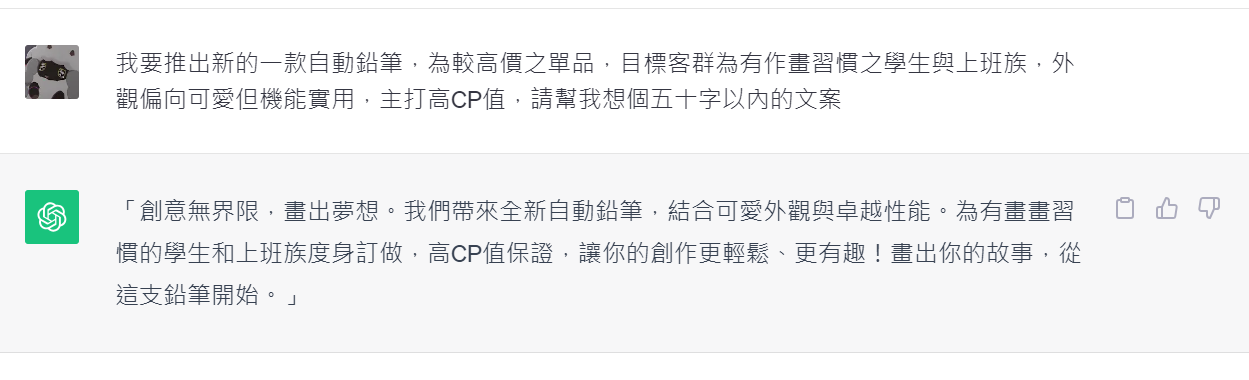 我要推出新的一款自動鉛筆，為較高價之單品，目標客群為有作畫習慣之學生與上班族，外
觀偏向可愛但機能實用，主打高CP值，請幫我想個五十字以內的文案
「創意無界限，畫出夢想。我們帶來全新自動鉛筆，結合可愛外觀與卓越性能。為有畫畫習
慣的學生和上班族度身訂做，高CP值保證，讓你的創作更輕鬆、更有趣！畫出你的故事，從
這支鉛筆開始。」